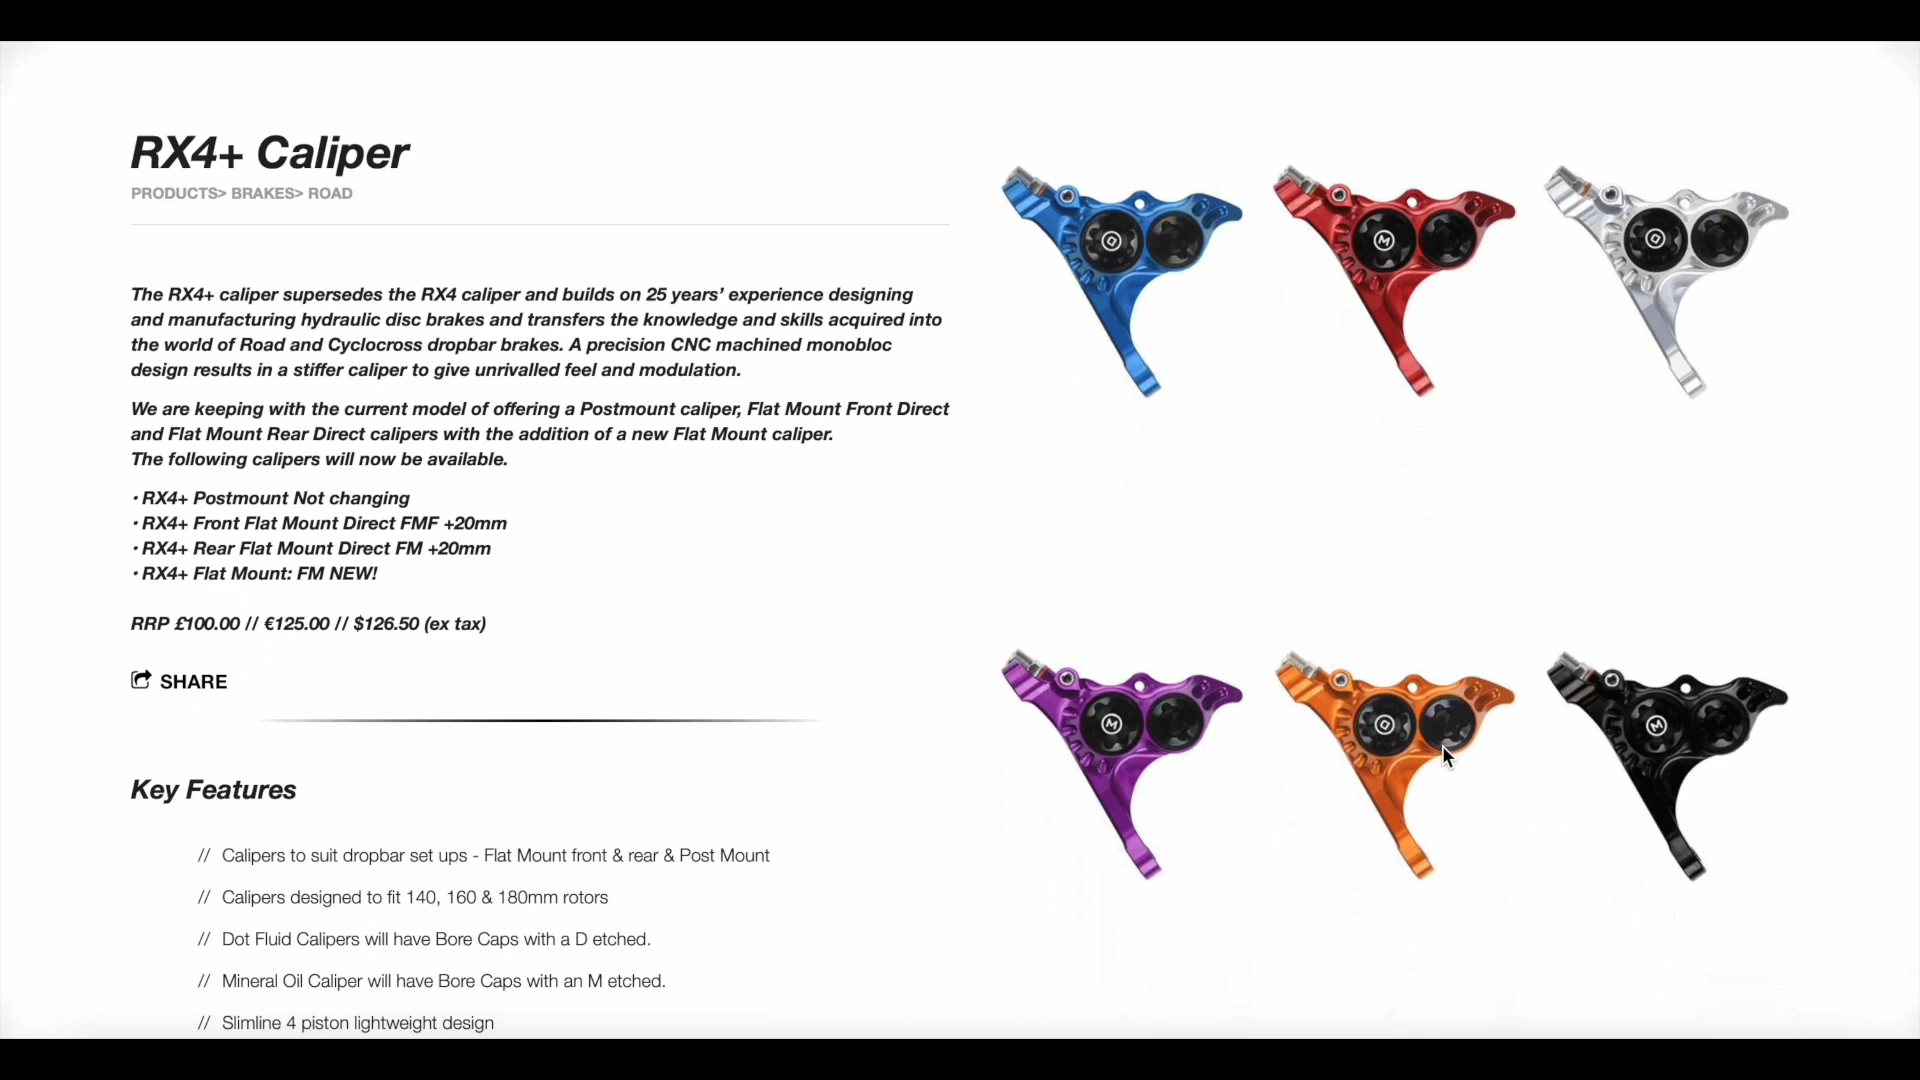 RX4+ Caliper
PRODUCTS> BRAKES> ROAD
The RX4+ caliper supersedes the RX4 caliper and builds on 25 years’ experience designing
and manufacturing hydraulic disc brakes and transfers the knowledge and skills acquired into
the world of Road and Cyclocross dropbar brakes. A precision CNC machined monobloc
design results in a stiffer caliper to give unrivalled feel and modulation.
We are keeping with the current model of offering a Postmount caliper, Flat Mount Front Direct
and Flat Mount Rear Direct calipers with the addition of a new Flat Mount caliper.
The following calipers will now be available.
• RX4+ Postmount Not changing
• RX4+ Front Flat Mount Direct FMF +20mm
• RX4+ Rear Flat Mount Direct FM +20mm
• RX4+ Flat Mount: FM NEW!
RRP £100.00 // €125.00 // $126.50 (ex tax)
SHARE
Key Features
// Calipers to suit dropbar set ups - Flat Mount front & rear & Post Mount
// Calipers designed to fit 140, 160 & 180mm rotors
// Dot Fluid Calipers will have Bore Caps with a D etched.
// Mineral Oil Caliper will have Bore Caps with an M etched.
// Slimline 4 piston lightweight design
D
M
D
M
D
M